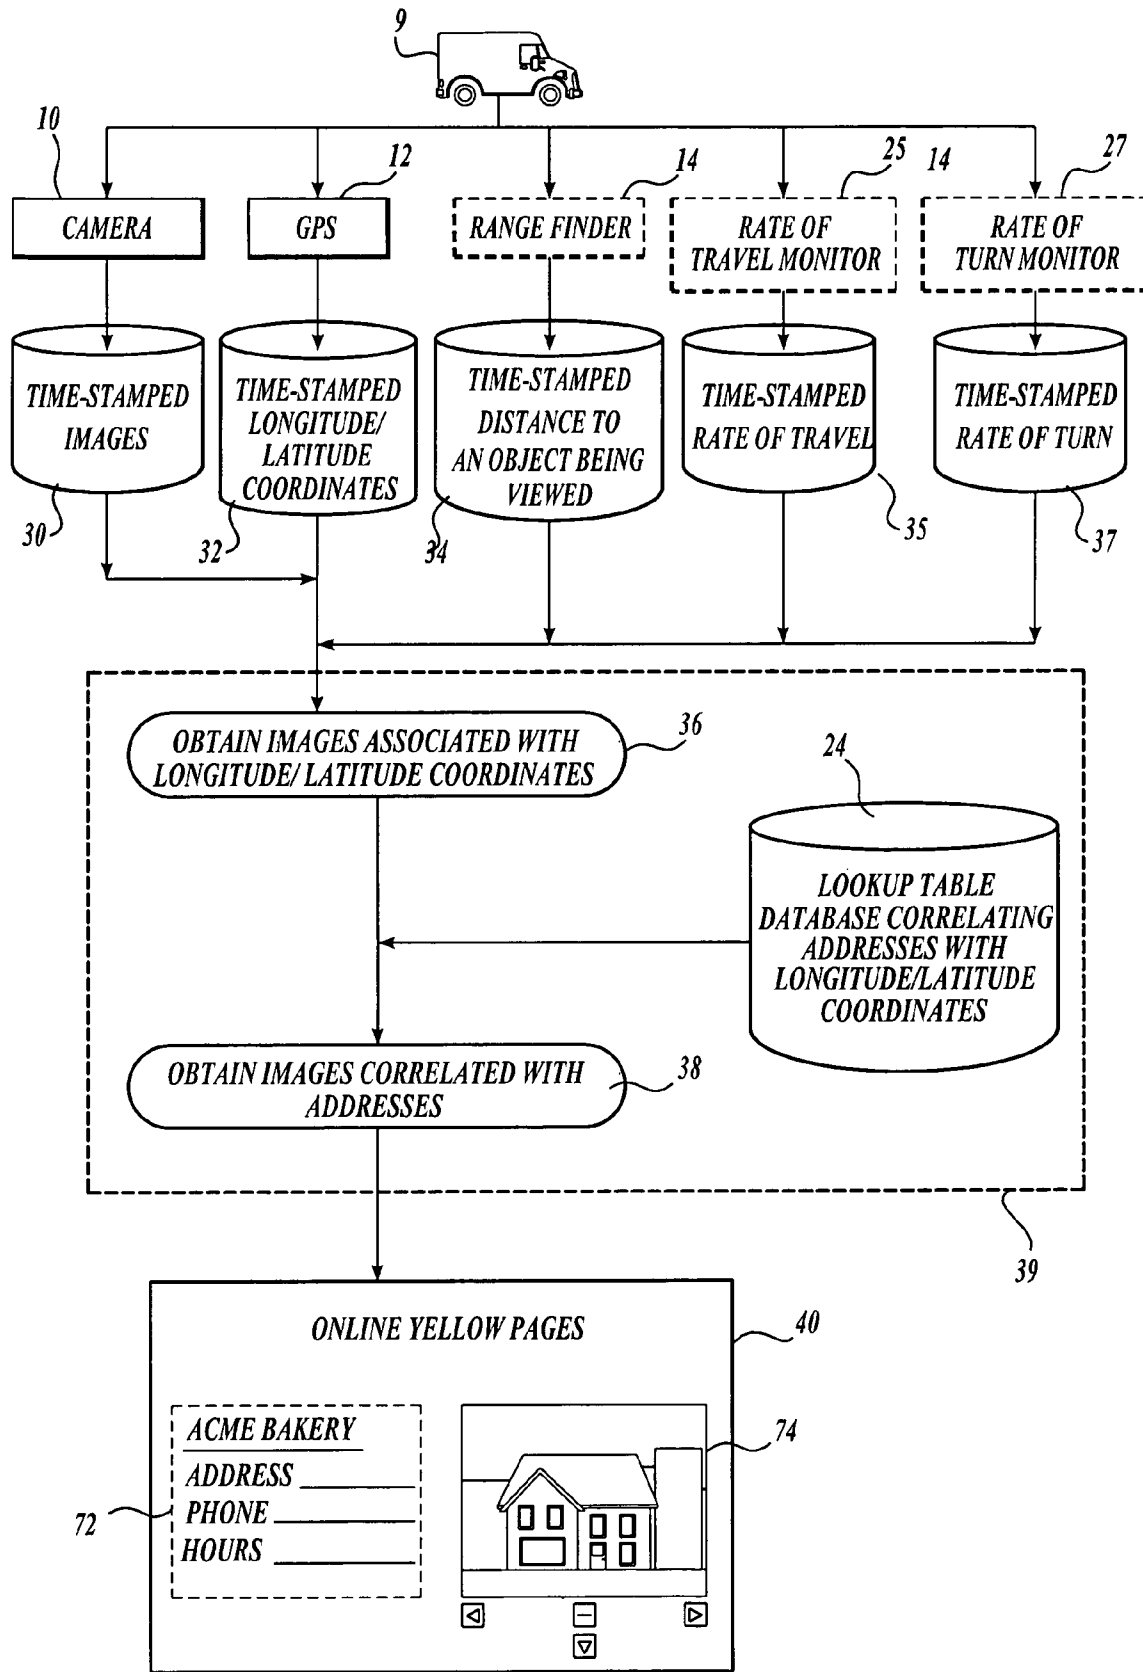 9
10
12
14
25
14
27
CAMERA
GPS
RANGE FINDER
RATE OF
TRAVEL MONITOR
RATE OF
TURN MONITOR
TIME-STAMPED
IMAGES
TIME-STAMPED
LONGITUDE/
LATITUDE
COORDINATES
TIME-STAMPED
DISTANCE TO
AN OBJECT BEING
VIEWED
TIME-STAMPED
RATE OF TRAVEL
TIME-STAMPED
RATE OF TURN
30
32
34
35
37
OBTAIN IMAGES ASSOCIATED WITH
LONGITUDE/ LATITUDE COORDINATES
36
24
LOOKUP TABLE
DATABASE CORRELATING
ADDRESSES WITH
LONGITUDE/LATITUDE
COORDINATES
OBTAIN IMAGES CORRELATED WITH
ADDRESSES
38
39
ONLINE YELLOW PAGES
40
ACME BAKERY
ADDRESS
PHONE
HOURS
72
74